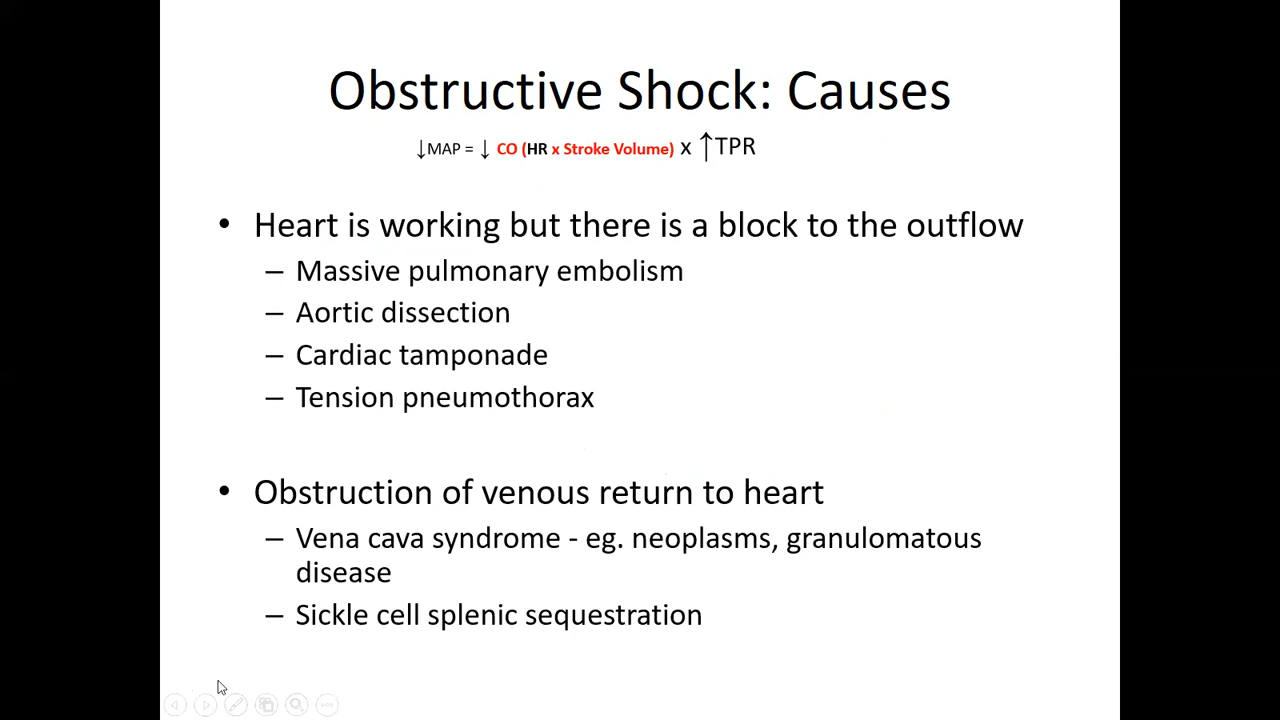 Obstructive Shock: Causes
↓MAP = ↓ CO (HR x Stroke Volume) x ↑TPR
• Heart is working but there is a block to the outflow
– Massive pulmonary embolism
– Aortic dissection
– Cardiac tamponade
– Tension pneumothorax
• Obstruction of venous return to heart
– Vena cava syndrome - eg. neoplasms, granulomatous
disease
– Sickle cell splenic sequestration